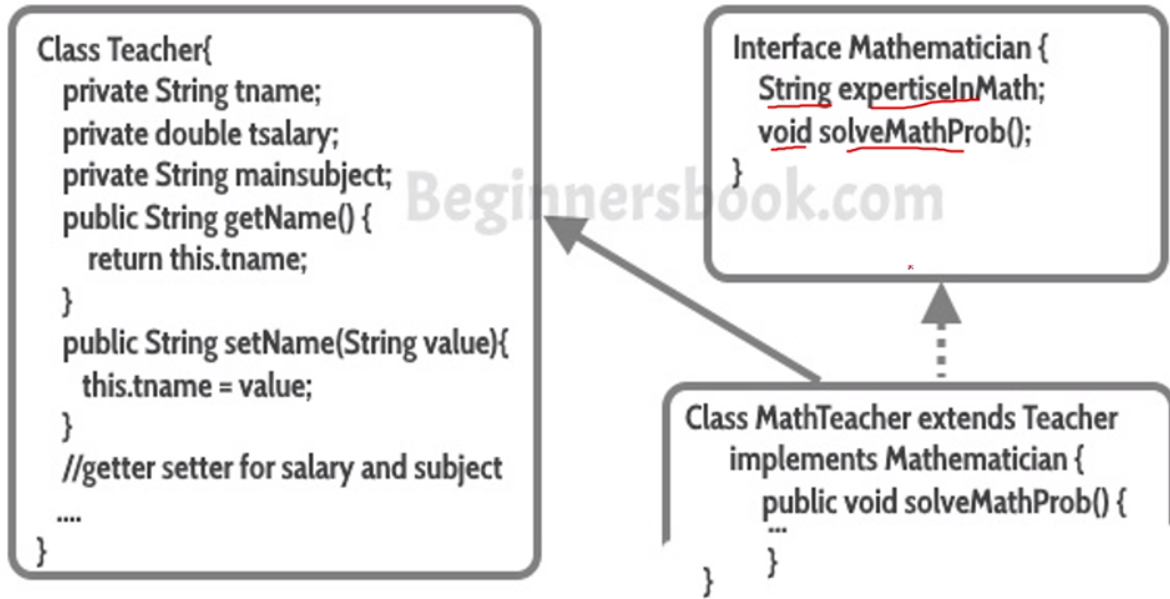 Class Teacher{
private String tname;
private double tsalary;
private String mainsubject;
public String getName() {
return this.tname;
}
public String setName(String value){
this.tname = value;
}
//getter setter for salary and subject
....
}
Interface Mathematician {
String expertiseInMath;
void solveMathProb();
}
Beginnersbook.com
Class MathTeacher extends Teacher
implements Mathematician {
public void solveMathProb() {
...
}
}